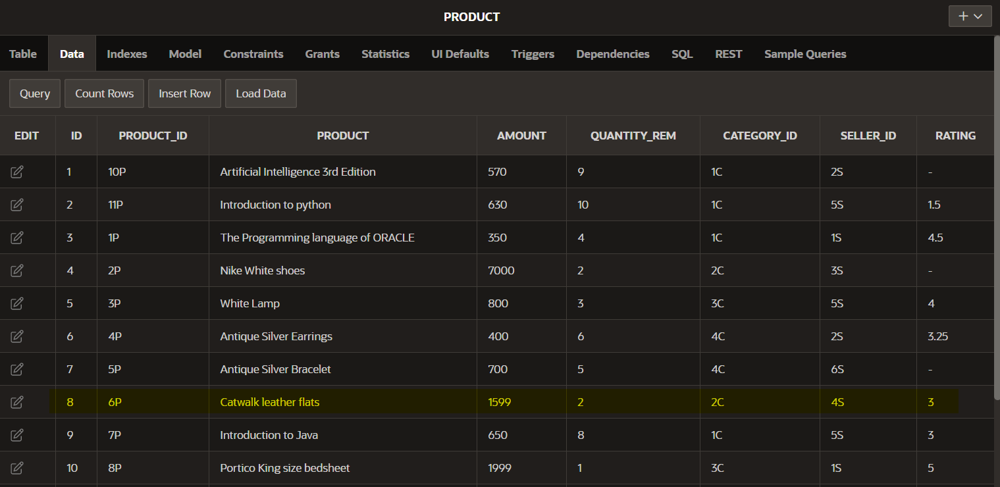 PRODUCT
Table Data Indexes Model Constraints Grants Statistics UI Defaults Triggers Dependencies SQL REST Sample Queries
Query Count Rows Insert Row Load Data
EDIT ID PRODUCT_ID PRODUCT AMOUNT QUANTITY_REM CATEGORY_ID SELLER_ID RATING
1 10P Artificial Intelligence 3rd Edition 570 9 1C 2S -
2 11P Introduction to python 630 10 1C 5S 1.5
3 1P The Programming language of ORACLE 350 4 1C 1S 4.5
4 2P Nike White shoes 7000 2 2C 3S -
5 3P White Lamp 800 3 3C 5S 4
6 4P Antique Silver Earrings 400 6 4C 2S 3.25
7 5P Antique Silver Bracelet 700 5 4C 6S -
8 6P Catwalk leather flats 1599 2 2C 4S 3
9 7P Introduction to Java 650 8 1C 5S 3
10 8P Portico King size bedsheet 1999 1 3C 1S 5